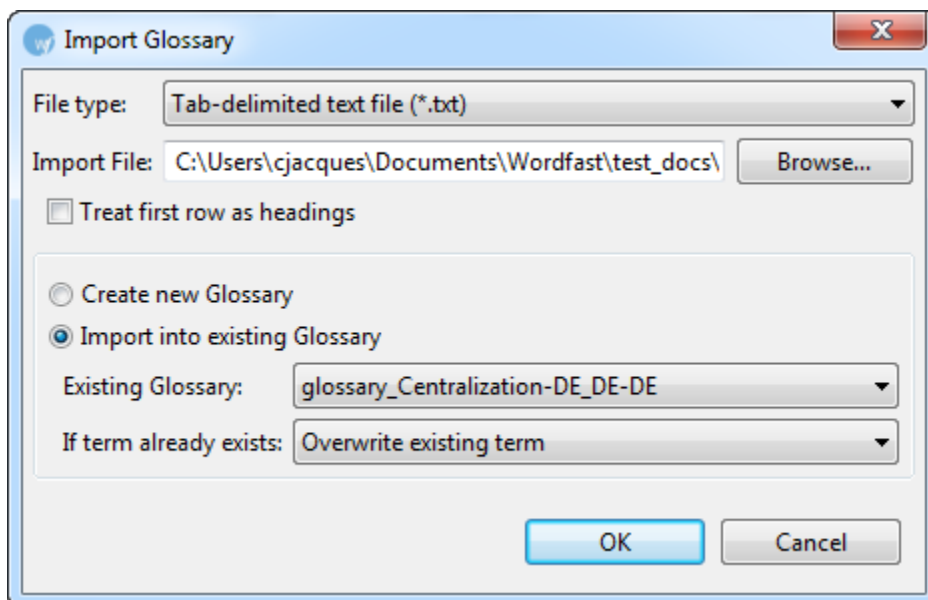 Import Glossary
File type: Tab-delimited text file (*.txt)
Import File: C:\Users\cjacques\Documents\Wordfast\test_docs\ Browse...
Treat first row as headings
Create new Glossary
Import into existing Glossary
Existing Glossary: glossary_Centralization-DE_DE-DE
If term already exists: Overwrite existing term
OK Cancel